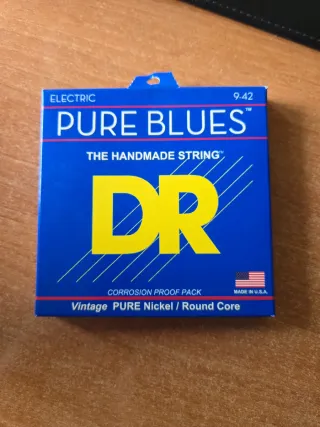 ELECTRIC 9-42
PURE BLUES™
THE HANDMADE STRING™
DR
CORROSION PROOF PACK
MADE IN U.S.A.
Vintage PURE Nickel / Round Core